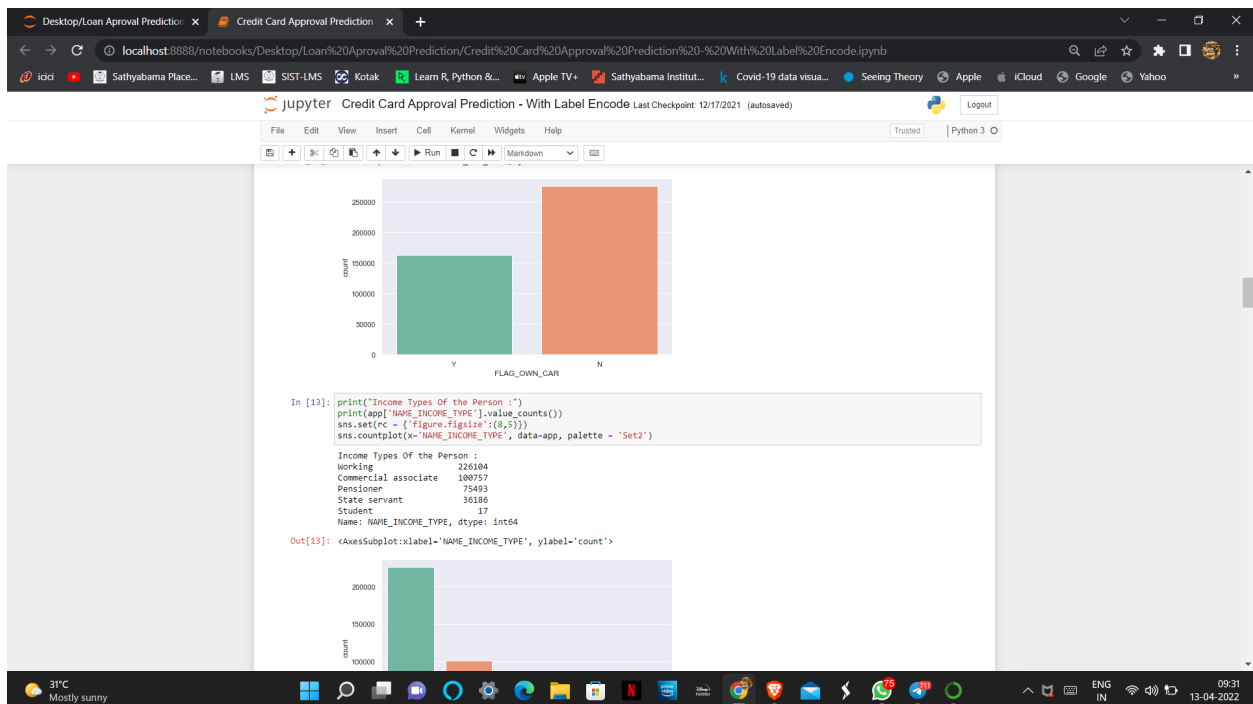 Desktop/Loan Aproval Prediction
Credit Card Approval Prediction -
localhost:8888/notebooks/Desktop/Loan%20Aproval%20Prediction/Credit%20Card%20Approval%20Prediction%20-%20With%20Label%20Encode.ipynb
icici Sathyabama Place... LMS SIST-LMS Kotak Learn R, Python &... Apple TV+ Sathyabama Institut... Covid-19 data visua... Seeing Theory Apple iCloud Google Yahoo »
jupyter Credit Card Approval Prediction - With Label Encode Last Checkpoint: 12/17/2021 (autosaved) Logout
File Edit View Insert Cell Kernel Widgets Help Trusted Python 3
Run Markdown
250000
200000
150000
100000
50000
0
count
Y N
FLAG_OWN_CAR
In [13]: print("Income Types Of the Person :")
print(app['NAME_INCOME_TYPE'].value_counts())
sns.set(rc = {'figure.figsize':(8,5)})
sns.countplot(x='NAME_INCOME_TYPE', data=app, palette = 'Set2')
Income Types Of the Person :
Working 226104
Commercial associate 100757
Pensioner 75493
State servant 36186
Student 17
Name: NAME_INCOME_TYPE, dtype: int64
Out[13]: <AxesSubplot:xlabel='NAME_INCOME_TYPE', ylabel='count'>
200000
150000
100000
count
31°C
Mostly sunny
75
711
ENG
IN
09:31
13-04-2022